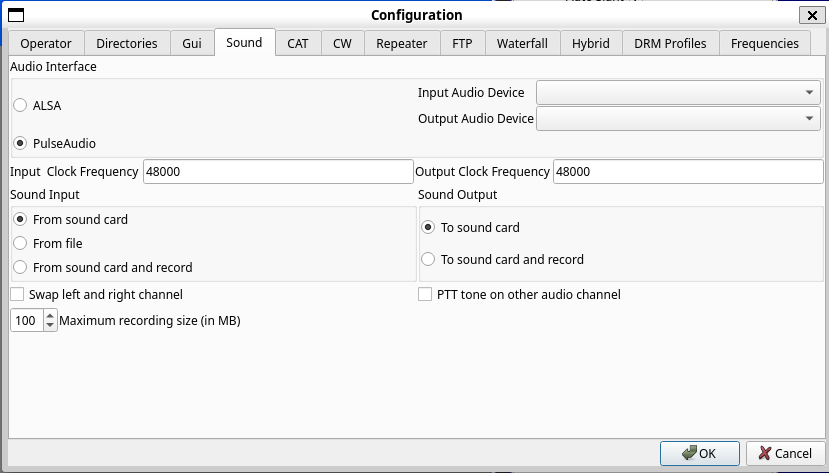 Configuration
Operator Directories Gui Sound CAT CW Repeater FTP Waterfall Hybrid DRM Profiles Frequencies
Audio Interface
ALSA
Input Audio Device
Output Audio Device
PulseAudio
Input Clock Frequency 48000 Output Clock Frequency 48000
Sound Input Sound Output
From sound card
To sound card
From file
To sound card and record
From sound card and record
Swap left and right channel PTT tone on other audio channel
100 Maximum recording size (in MB)
OK Cancel